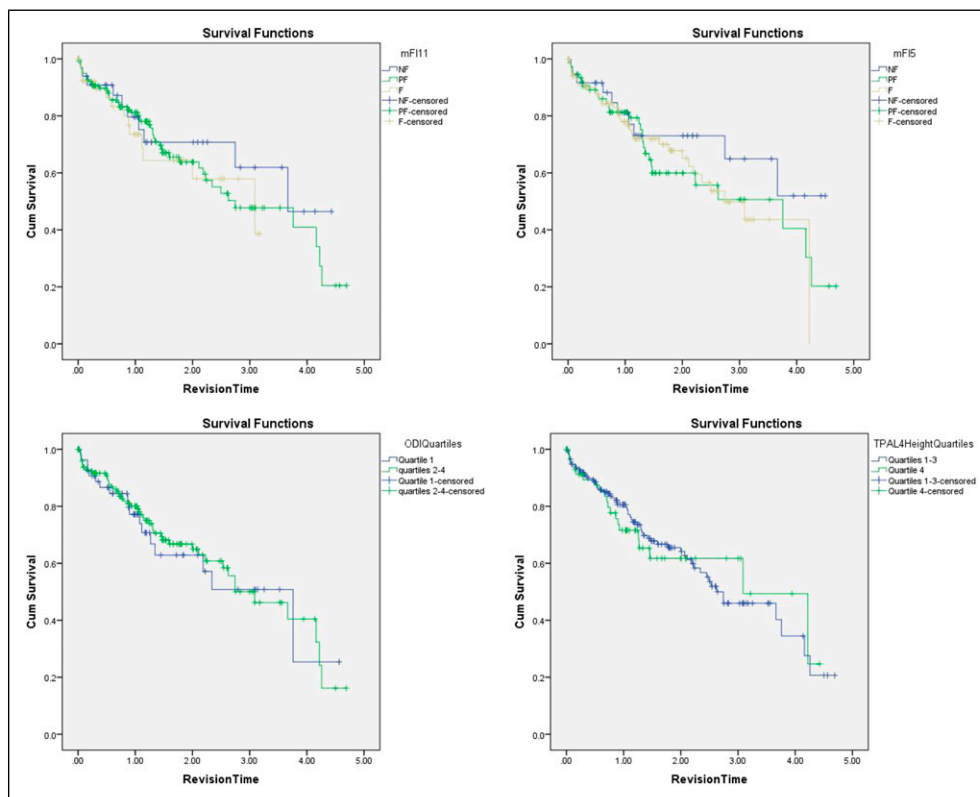 Survival Functions
mFI11
NF
PF
F
NF-censored
PF-censored
F-censored
Cum Survival
1.0
0.8
0.6
0.4
0.2
0.0
.00 1.00 2.00 3.00 4.00 5.00
RevisionTime
Survival Functions
mFI5
NF
PF
F
NF-censored
PF-censored
F-censored
Cum Survival
1.0
0.8
0.6
0.4
0.2
0.0
.00 1.00 2.00 3.00 4.00 5.00
RevisionTime
Survival Functions
ODIQuartiles
Quartile 1
quartiles 2-4
Quartile 1-censored
quartiles 2-4-censored
Cum Survival
1.0
0.8
0.6
0.4
0.2
0.0
.00 1.00 2.00 3.00 4.00 5.00
RevisionTime
Survival Functions
TPAL4HeightQuartiles
Quartiles 1-3
Quartile 4
Quartiles 1-3-censored
Quartile 4-censored
Cum Survival
1.0
0.8
0.6
0.4
0.2
0.0
.00 1.00 2.00 3.00 4.00 5.00
RevisionTime